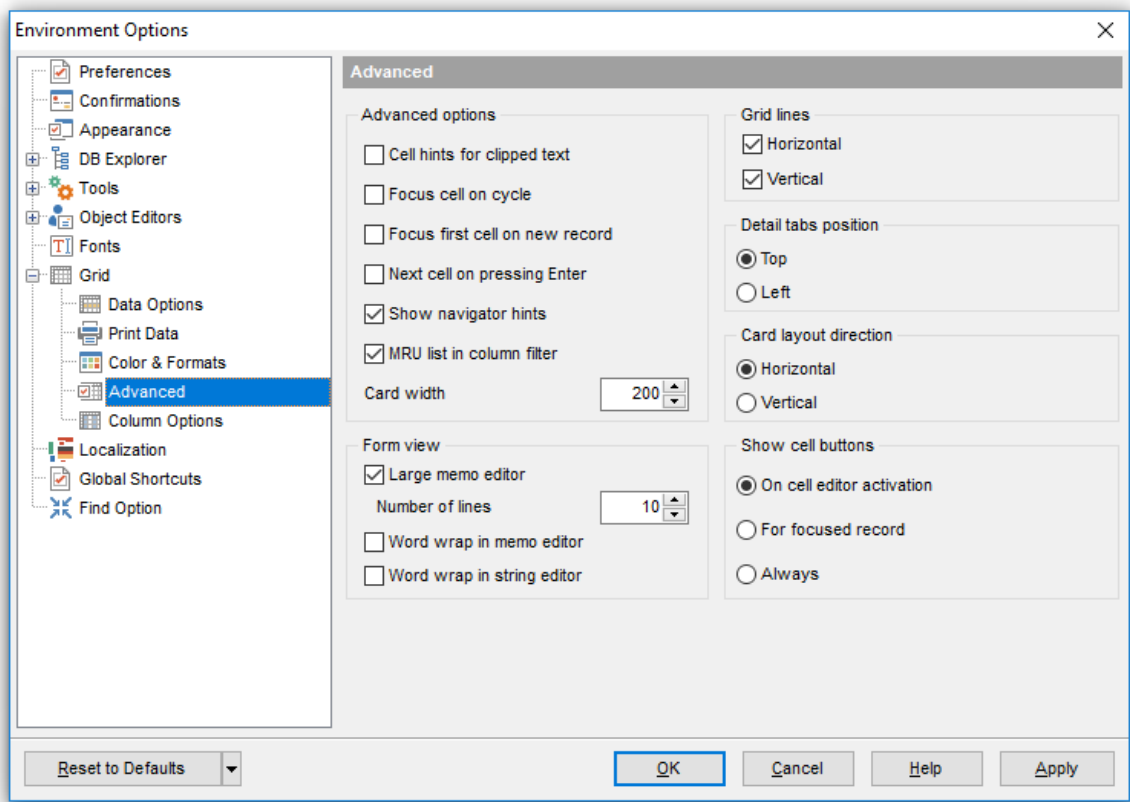 Environment Options
Preferences
Confirmations
Appearance
DB Explorer
Tools
Object Editors
Fonts
Grid
Data Options
Print Data
Color & Formats
Advanced
Column Options
Localization
Global Shortcuts
Find Option
Advanced
Advanced options
Cell hints for clipped text
Focus cell on cycle
Focus first cell on new record
Next cell on pressing Enter
Show navigator hints
MRU list in column filter
Card width 200
Form view
Large memo editor
Number of lines 10
Word wrap in memo editor
Word wrap in string editor
Grid lines
Horizontal
Vertical
Detail tabs position
Top
Left
Card layout direction
Horizontal
Vertical
Show cell buttons
On cell editor activation
For focused record
Always
Reset to Defaults
OK
Cancel
Help
Apply